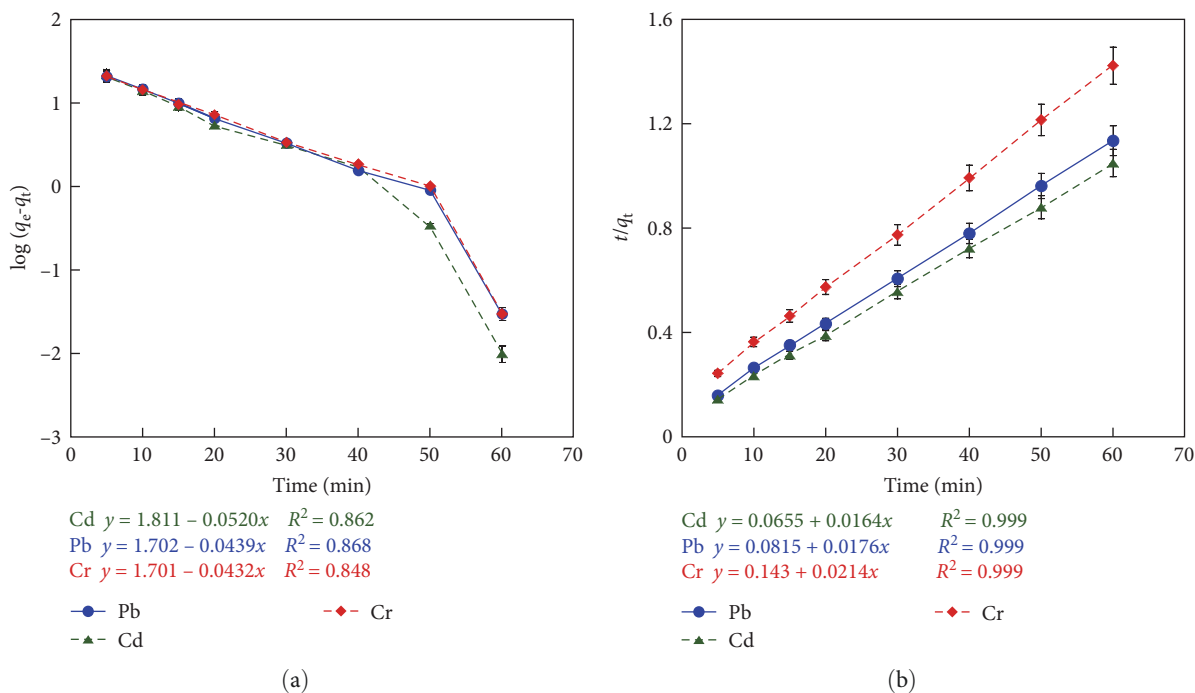 2
1
0
−1
−2
−3
log (qe-qt)
0 10 20 30 40 50 60 70
Time (min)
Cd y = 1.811 − 0.0520x R² = 0.862
Pb y = 1.702 − 0.0439x R² = 0.868
Cr y = 1.701 − 0.0432x R² = 0.848
Pb Cr
Cd
(a)
1.6
1.2
0.8
0.4
0
t/qt
0 10 20 30 40 50 60 70
Time (min)
Cd y = 0.0655 + 0.0164x R² = 0.999
Pb y = 0.0815 + 0.0176x R² = 0.999
Cr y = 0.143 + 0.0214x R² = 0.999
Pb Cr
Cd
(b)